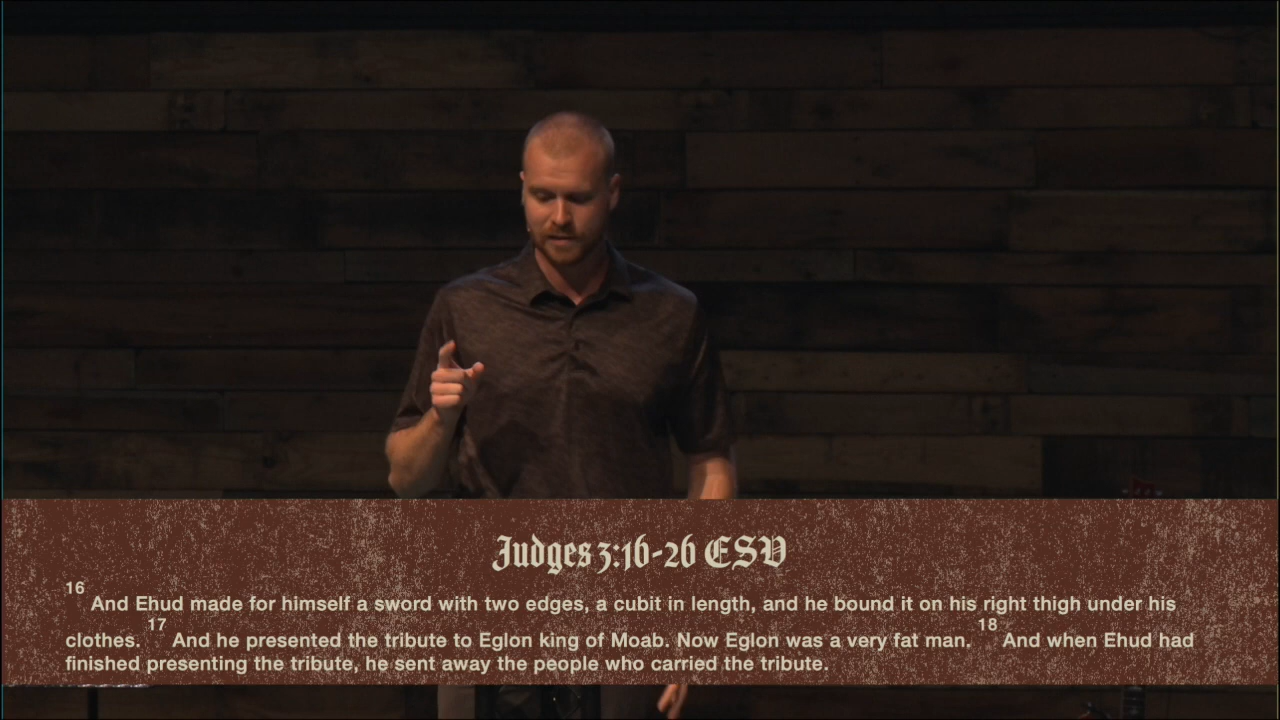 Judges 3:16-26 ESV
16 And Ehud made for himself a sword with two edges, a cubit in length, and he bound it on his right thigh under his
clothes. 17 And he presented the tribute to Eglon king of Moab. Now Eglon was a very fat man. 18 And when Ehud had
finished presenting the tribute, he sent away the people who carried the tribute.